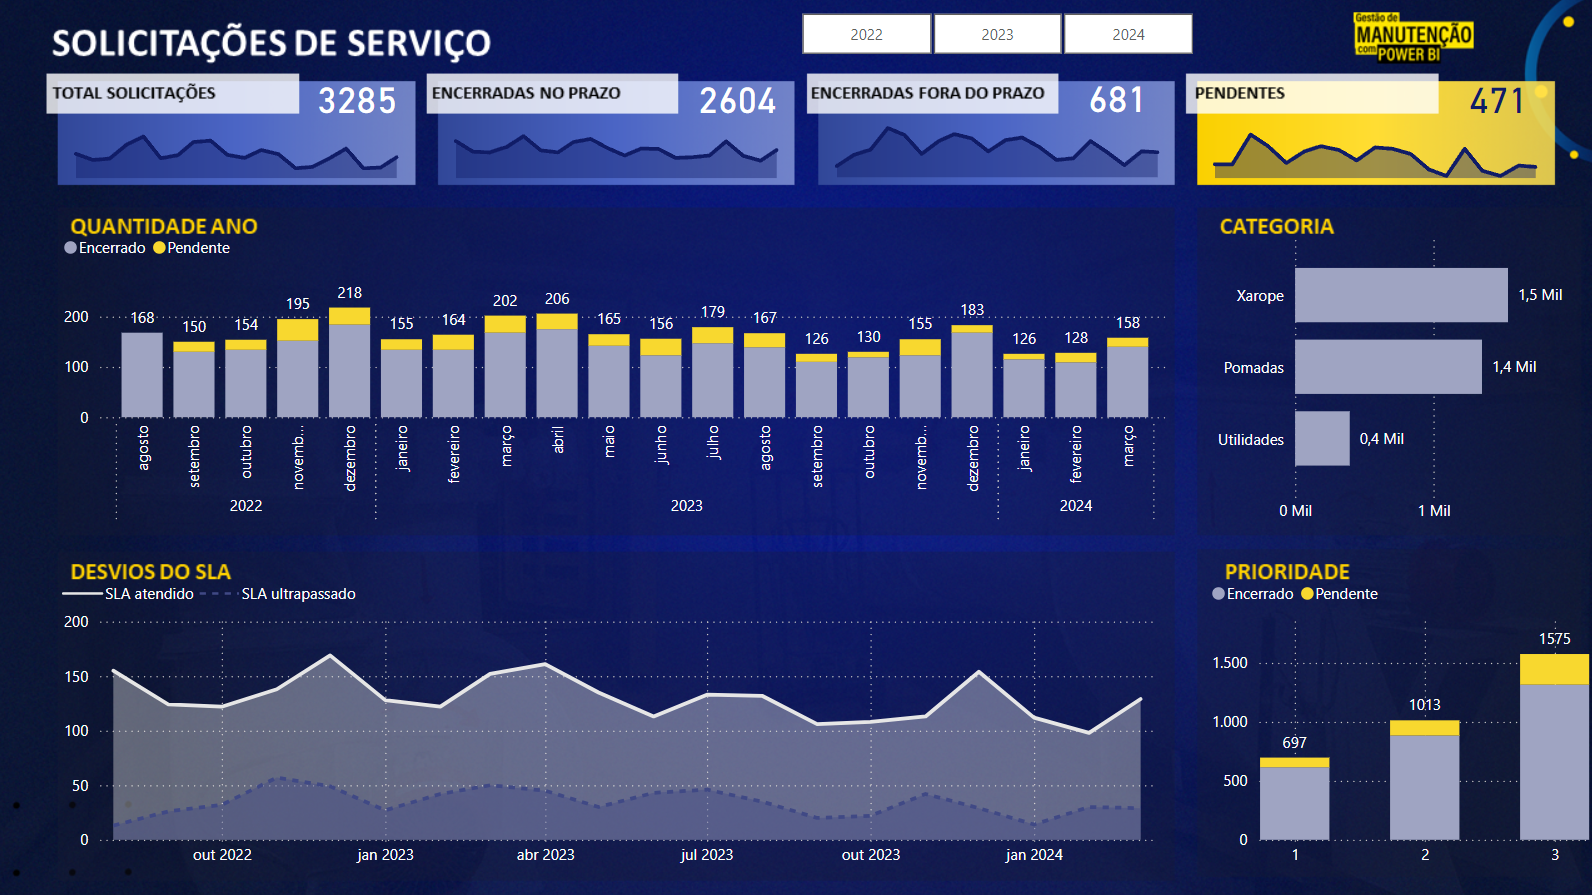 SOLICITAÇÕES DE SERVIÇO
2022 2023 2024
Gestão de
MANUTENÇÃO
com POWER BI
TOTAL SOLICITAÇÕES 3285
ENCERRADAS NO PRAZO 2604
ENCERRADAS FORA DO PRAZO 681
PENDENTES 471
QUANTIDADE ANO
Encerrado Pendente
168 150 154 195 218 155 164 202 206 165 156 179 167 126 130 155 183 126 128 158
200
100
0
agosto setembro outubro novemb... dezembro janeiro fevereiro março abril maio junho julho agosto setembro outubro novemb... dezembro janeiro fevereiro março
2022 2023 2024
CATEGORIA
Xarope 1,5 Mil
Pomadas 1,4 Mil
Utilidades 0,4 Mil
0 Mil 1 Mil
DESVIOS DO SLA
SLA atendido SLA ultrapassado
200
150
100
50
0
out 2022 jan 2023 abr 2023 jul 2023 out 2023 jan 2024
PRIORIDADE
Encerrado Pendente
697 1013 1575
1.500
1.000
500
0
1 2 3